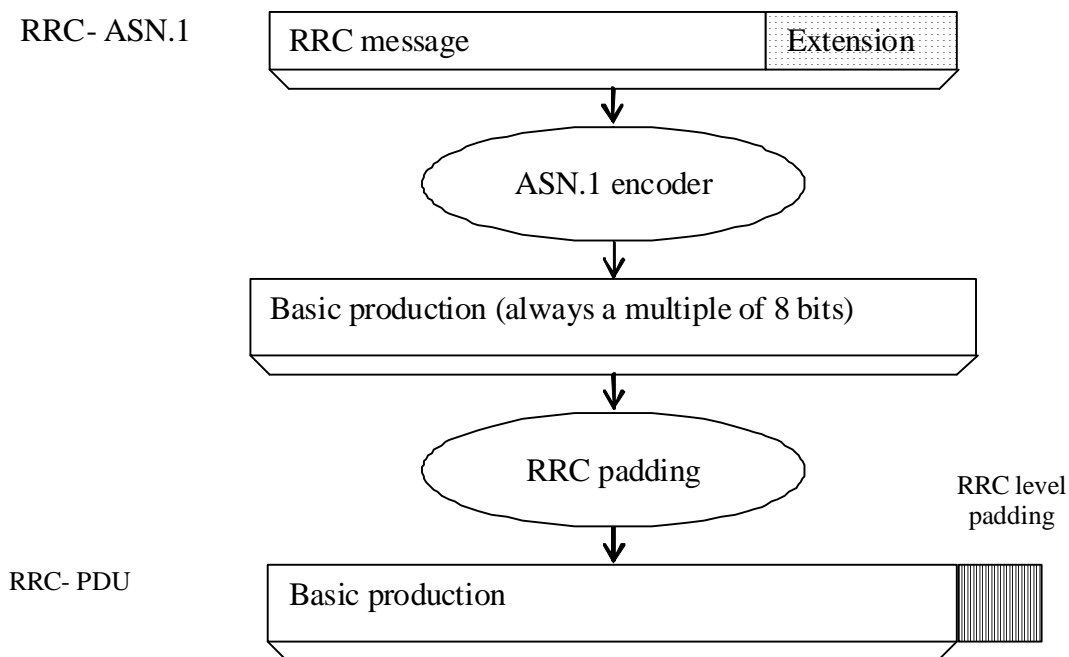 RRC- ASN.1
RRC message
Extension
ASN.1 encoder
Basic production (always a multiple of 8 bits)
RRC padding
RRC level
padding
RRC- PDU
Basic production